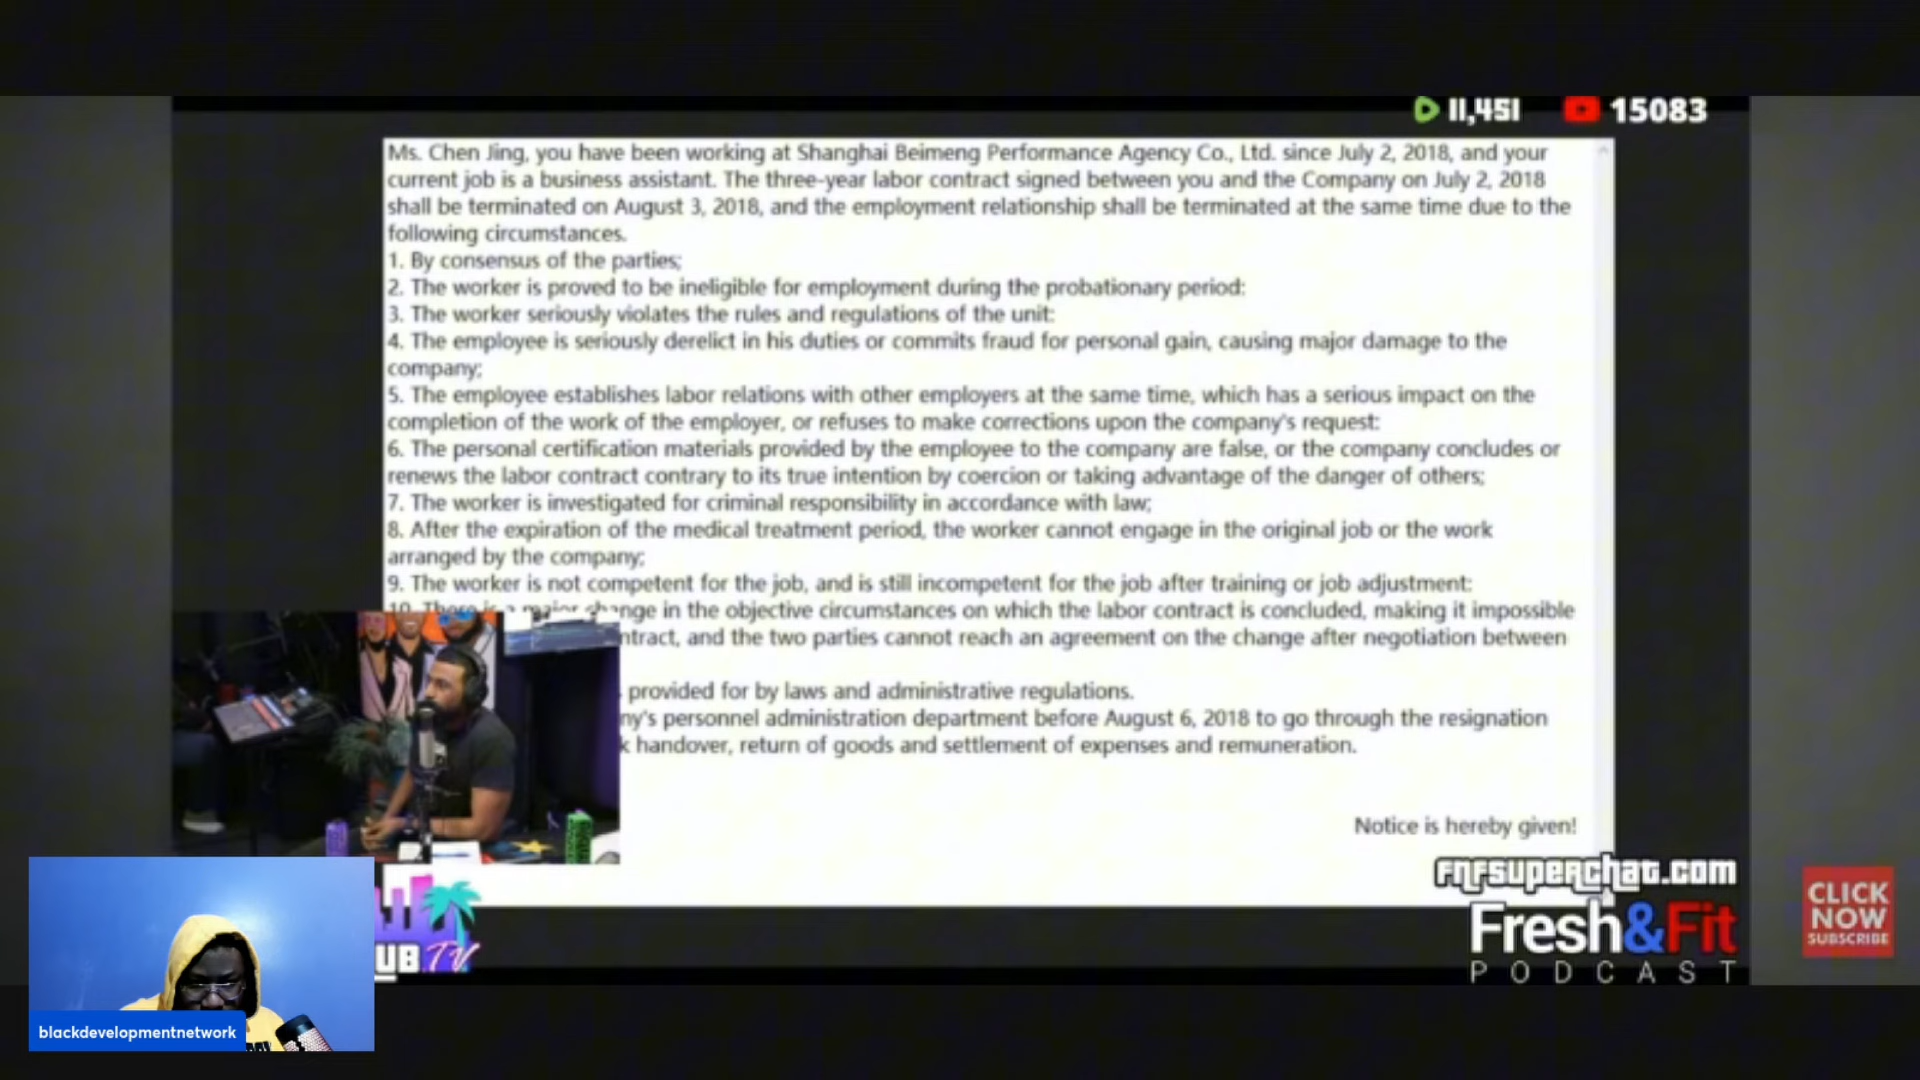 11,451 15083
Ms. Chen Jing, you have been working at Shanghai Beimeng Performance Agency Co., Ltd. since July 2, 2018, and your
current job is a business assistant. The three-year labor contract signed between you and the Company on July 2, 2018
shall be terminated on August 3, 2018, and the employment relationship shall be terminated at the same time due to the
following circumstances.
1. By consensus of the parties;
2. The worker is proved to be ineligible for employment during the probationary period:
3. The worker seriously violates the rules and regulations of the unit:
4. The employee is seriously derelict in his duties or commits fraud for personal gain, causing major damage to the
company;
5. The employee establishes labor relations with other employers at the same time, which has a serious impact on the
completion of the work of the employer, or refuses to make corrections upon the company's request:
6. The personal certification materials provided by the employee to the company are false, or the company concludes or
renews the labor contract contrary to its true intention by coercion or taking advantage of the danger of others;
7. The worker is investigated for criminal responsibility in accordance with law;
8. After the expiration of the medical treatment period, the worker cannot engage in the original job or the work
arranged by the company;
9. The worker is not competent for the job, and is still incompetent for the job after training or job adjustment:
10. There is a major change in the objective circumstances on which the labor contract is concluded, making it impossible
ntract, and the two parties cannot reach an agreement on the change after negotiation between
provided for by laws and administrative regulations.
ny's personnel administration department before August 6, 2018 to go through the resignation
k handover, return of goods and settlement of expenses and remuneration.
Notice is hereby given!
FNFSUPERCHAT.COM
Fresh&Fit
PODCAST
UB TV
CLICK
NOW
SUBSCRIBE
blackdevelopmentnetwork